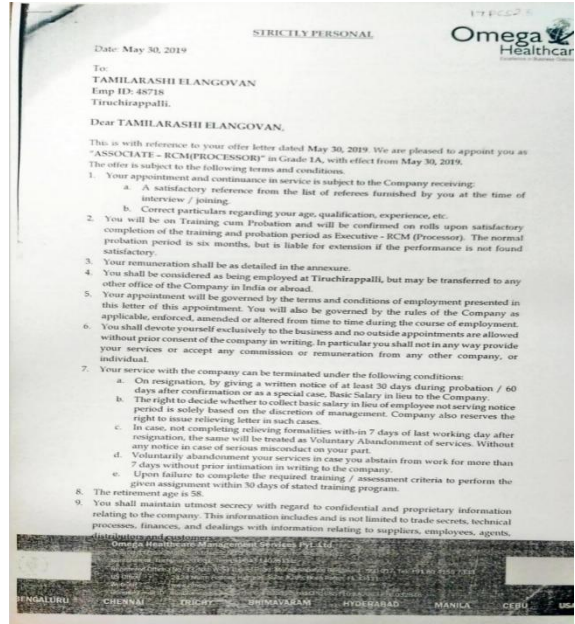 STRICTLY PERSONAL
Omega
Healthcar
Date: May 30, 2019
To:
TAMILARASHI ELANGOVAN
Emp ID: 48718
Tiruchirappalli.
Dear TAMILARASHI ELANGOVAN,
This is with reference to your offer letter dated May 30, 2019. We are pleased to appoint you as
"ASSOCIATE – RCM(PROCESSOR)" in Grade 1A, with effect from May 30, 2019.
The offer is subject to the following terms and conditions.
1. Your appointment and continuance in service is subject to the Company receiving:
a. A satisfactory reference from the list of referees furnished by you at the time of
interview / joining.
b. Correct particulars regarding your age, qualification, experience, etc.
2. You will be on Training cum Probation and will be confirmed on rolls upon satisfactory
completion of the training and probation period as Executive - RCM (Processor). The normal
probation period is six months, but is liable for extension if the performance is not found
satisfactory.
3. Your remuneration shall be as detailed in the annexure.
4. You shall be considered as being employed at Tiruchirappalli, but may be transferred to any
other office of the Company in India or abroad.
5. Your appointment will be governed by the terms and conditions of employment presented in
this letter of this appointment. You will also be governed by the rules of the Company as
applicable, enforced, amended or altered from time to time during the course of employment.
6. You shall devote yourself exclusively to the business and no outside appointments are allowed
without prior consent of the company in writing. In particular you shall not in any way provide
your services or accept any commission or remuneration from any other company, or
individual.
7. Your service with the company can be terminated under the following conditions:
a. On resignation, by giving a written notice of at least 30 days during probation / 60
days after confirmation or as a special case, Basic Salary in lieu to the Company.
b. The right to decide whether to collect basic salary in lieu of employee not serving notice
period is solely based on the discretion of management. Company also reserves the
right to issue relieving letter in such cases.
c. In case, not completing relieving formalities with-in 7 days of last working day after
resignation, the same will be treated as Voluntary Abandonment of services. Without
any notice in case of serious misconduct on your part.
d. Voluntarily abandonment your services in case you abstain from work for more than
7 days without prior intimation in writing to the company.
e. Upon failure to complete the required training / assessment criteria to perform the
given assignment within 30 days of stated training program.
8. The retirement age is 58.
9. You shall maintain utmost secrecy with regard to confidential and proprietary information
relating to the company. This information includes and is not limited to trade secrets, technical
processes, finances, and dealings with information relating to suppliers, employees, agents,
distributors and customers
Omega Healthcare
ENGALURU CHENNAI TRICHY BHIMAVARAM HYDERABAD MANILA CEBU USA